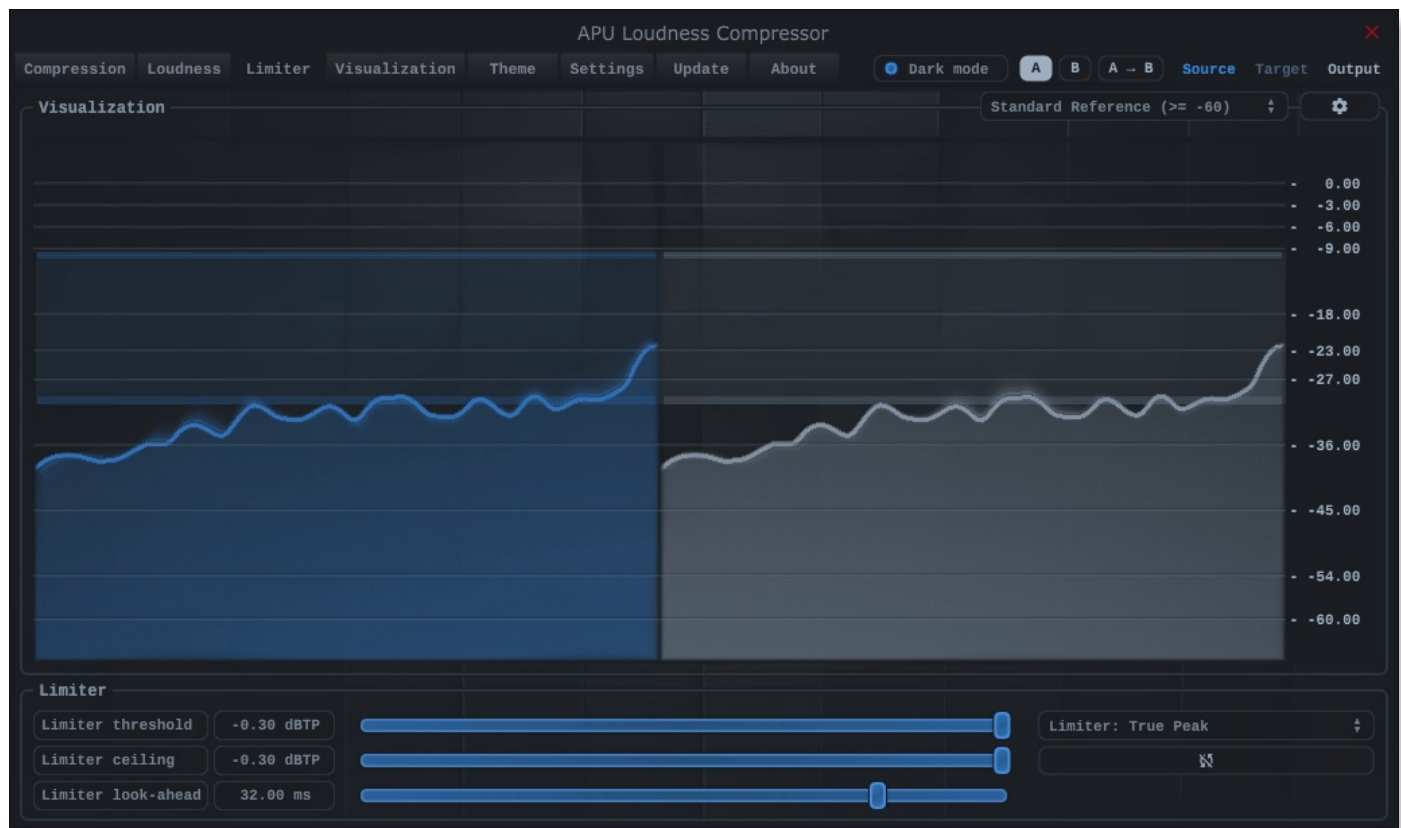 APU Loudness Compressor
Compression Loudness Limiter Visualization Theme Settings Update About Dark mode A B A → B Source Target Output
Visualization Standard Reference (>= -60)
- 0.00
- -3.00
- -6.00
- -9.00
- -18.00
- -23.00
- -27.00
- -36.00
- -45.00
- -54.00
- -60.00
Limiter
Limiter threshold -0.30 dBTP Limiter: True Peak
Limiter ceiling -0.30 dBTP
Limiter look-ahead 32.00 ms